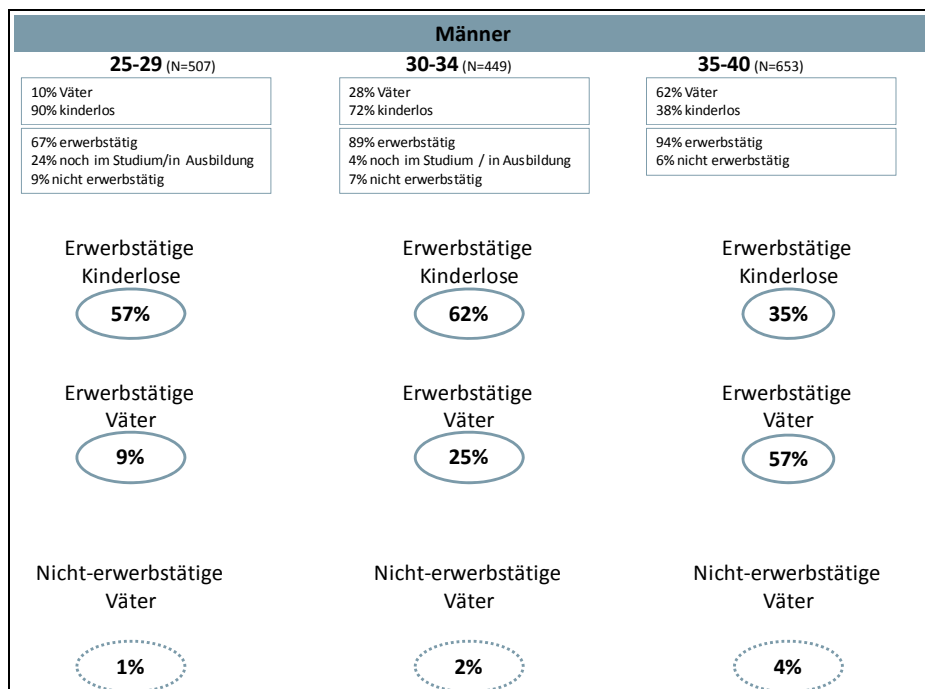 Männer
25-29 (N=507)
10% Väter
90% kinderlos
67% erwerbstätig
24% noch im Studium/in Ausbildung
9% nicht erwerbstätig
30-34 (N=449)
28% Väter
72% kinderlos
89% erwerbstätig
4% noch im Studium / in Ausbildung
7% nicht erwerbstätig
35-40 (N=653)
62% Väter
38% kinderlos
94% erwerbstätig
6% nicht erwerbstätig
Erwerbstätige
Kinderlose
57%
Erwerbstätige
Kinderlose
62%
Erwerbstätige
Kinderlose
35%
Erwerbstätige
Väter
9%
Erwerbstätige
Väter
25%
Erwerbstätige
Väter
57%
Nicht-erwerbstätige
Väter
1%
Nicht-erwerbstätige
Väter
2%
Nicht-erwerbstätige
Väter
4%